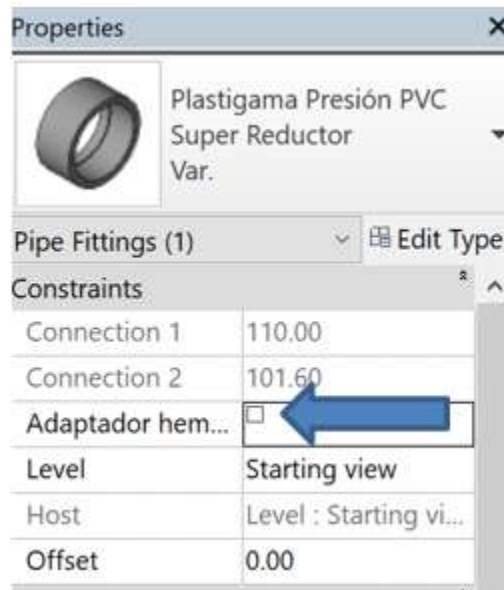 Properties
Plastigama Presión PVC
Super Reductor
Var.
Pipe Fittings (1) Edit Type
Constraints
Connection 1 110.00
Connection 2 101.60
Adaptador hem...
Level Starting view
Host Level : Starting vi...
Offset 0.00